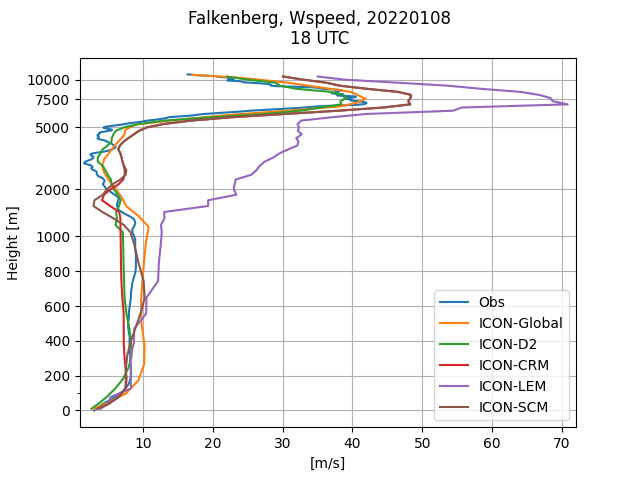 Falkenberg, Wspeed, 20220108
18 UTC
10000
7500
5000
2000
1000
800
600
400
200
0
Height [m]
10
20
30
40
50
60
70
[m/s]
Obs
ICON-Global
ICON-D2
ICON-CRM
ICON-LEM
ICON-SCM